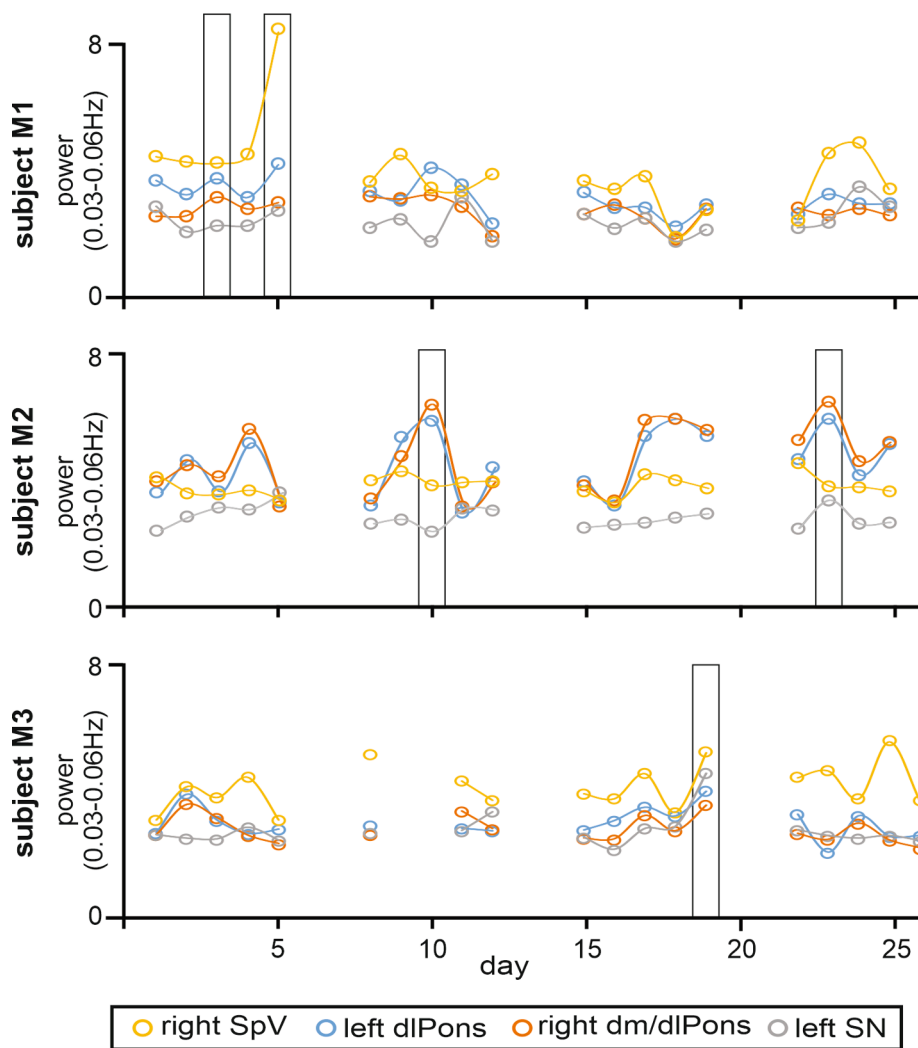 subject M1
power
(0.03-0.06Hz)
8
0
subject M2
power
(0.03-0.06Hz)
8
0
subject M3
power
(0.03-0.06Hz)
8
0
5 10 15 20 25
day
right SpV left dlPons right dm/dlPons left SN